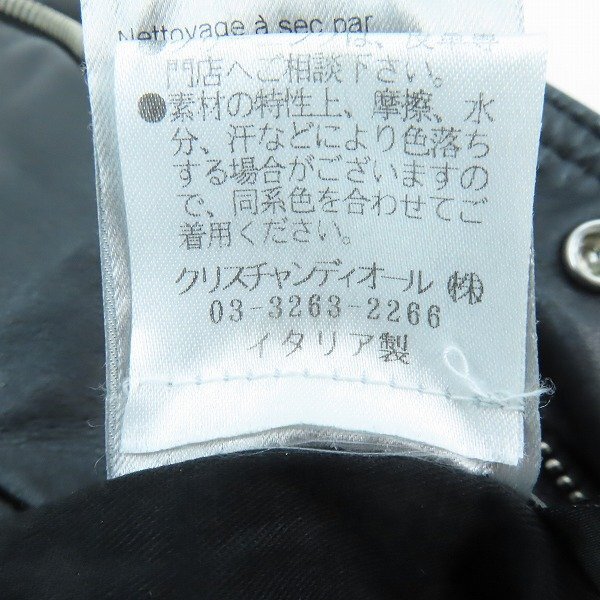 Nettoyage à sec par
門店へご相談下さい。
●素材の特性上、摩擦、水
分、汗などにより色落ち
する場合がございますの
で、同系色を合わせてご
着用ください。
クリスチャンディオール ㈱
03-3263-2266
イタリア製